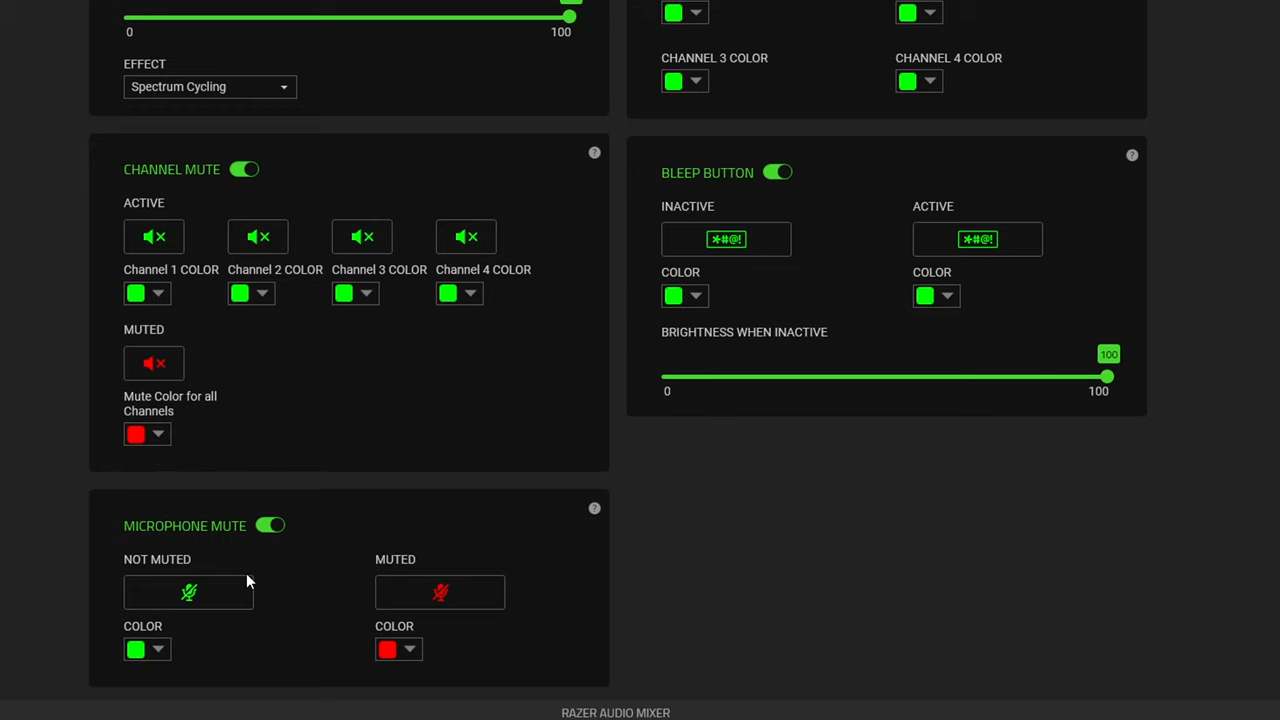 0 100
EFFECT
Spectrum Cycling
CHANNEL 3 COLOR CHANNEL 4 COLOR
CHANNEL MUTE
?
ACTIVE
Channel 1 COLOR Channel 2 COLOR Channel 3 COLOR Channel 4 COLOR
MUTED
Mute Color for all
Channels
BLEEP BUTTON
?
INACTIVE ACTIVE
*#@! *#@!
COLOR COLOR
BRIGHTNESS WHEN INACTIVE
100
0 100
MICROPHONE MUTE
?
NOT MUTED MUTED
COLOR COLOR
RAZER AUDIO MIXER